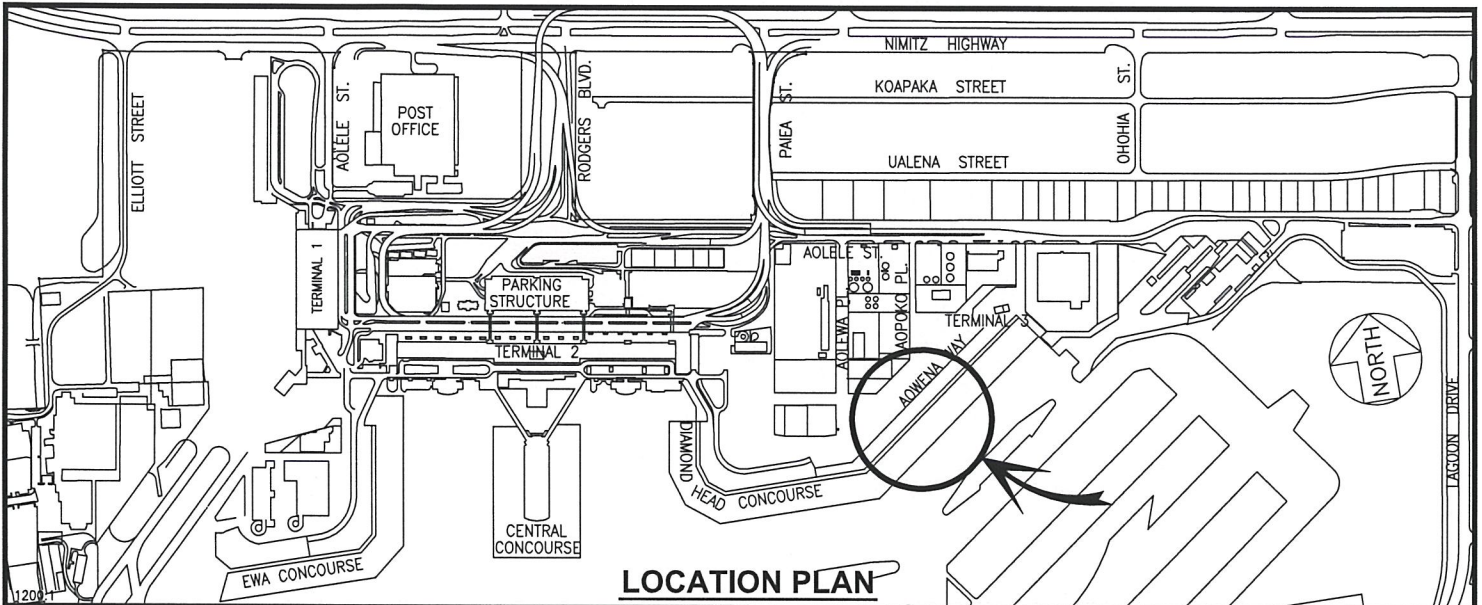 NIMITZ HIGHWAY
KOAPAKA STREET
UALENA STREET
ELLIOTT STREET
AOLELE ST.
POST
OFFICE
RODGERS BLVD.
PAIEA ST.
OHOHIA ST.
TERMINAL 1
PARKING
STRUCTURE
TERMINAL 2
AOLELE ST.
AOLEWA PL.
AOPOKO PL.
TERMINAL 3
AOWENA WAY
NORTH
LAGOON DRIVE
DIAMOND
HEAD CONCOURSE
CENTRAL
CONCOURSE
EWA CONCOURSE
LOCATION PLAN
1200.1